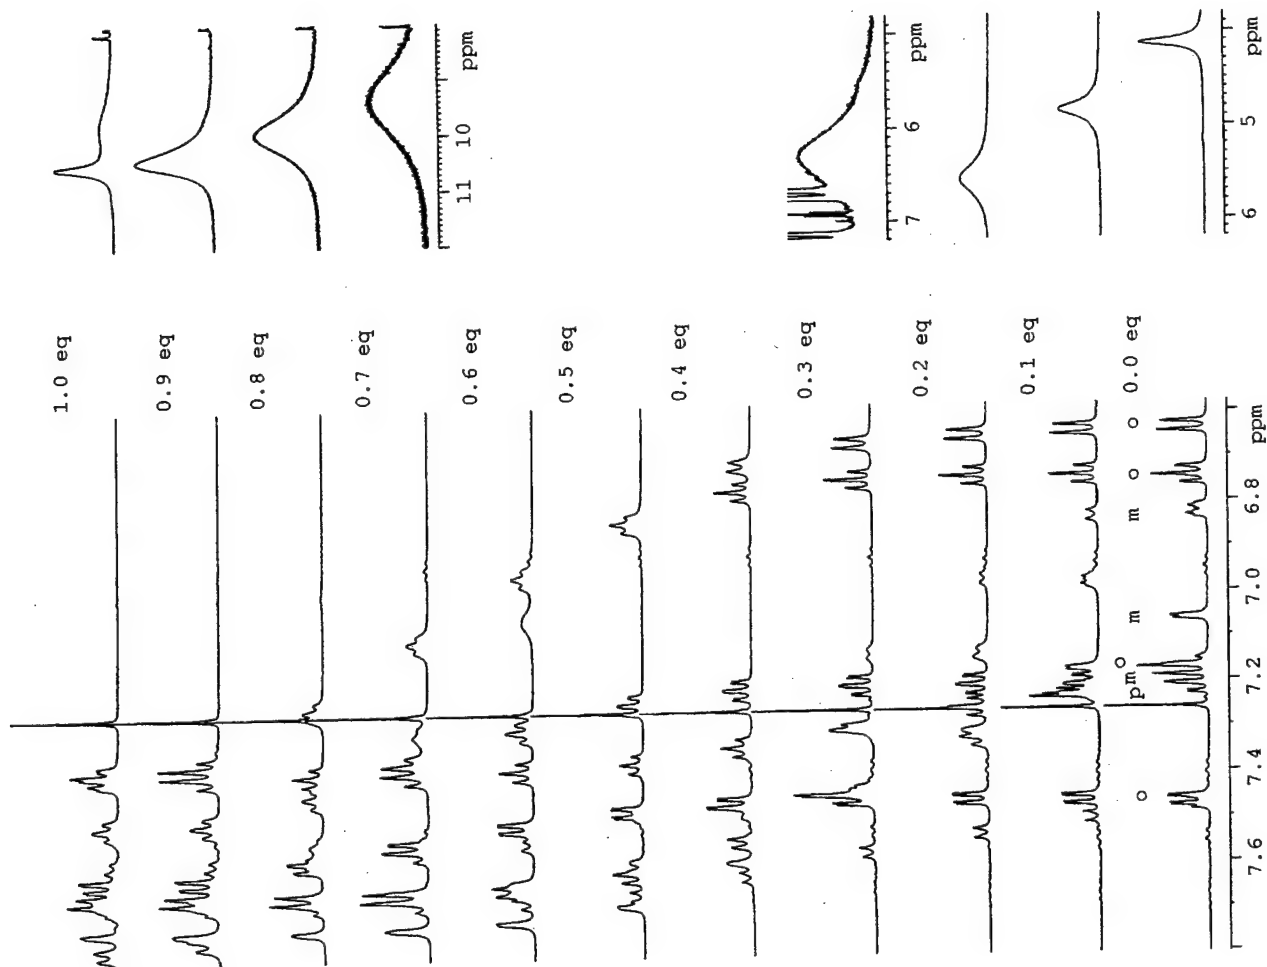 1.0 eq
0.9 eq
0.8 eq
0.7 eq
0.6 eq
11 10 ppm
0.5 eq
0.4 eq
0.3 eq
7 6 ppm
0.2 eq
0.1 eq
0.0 eq
o p m o m m o o
7.6 7.4 7.2 7.0 6.8 ppm
6 5